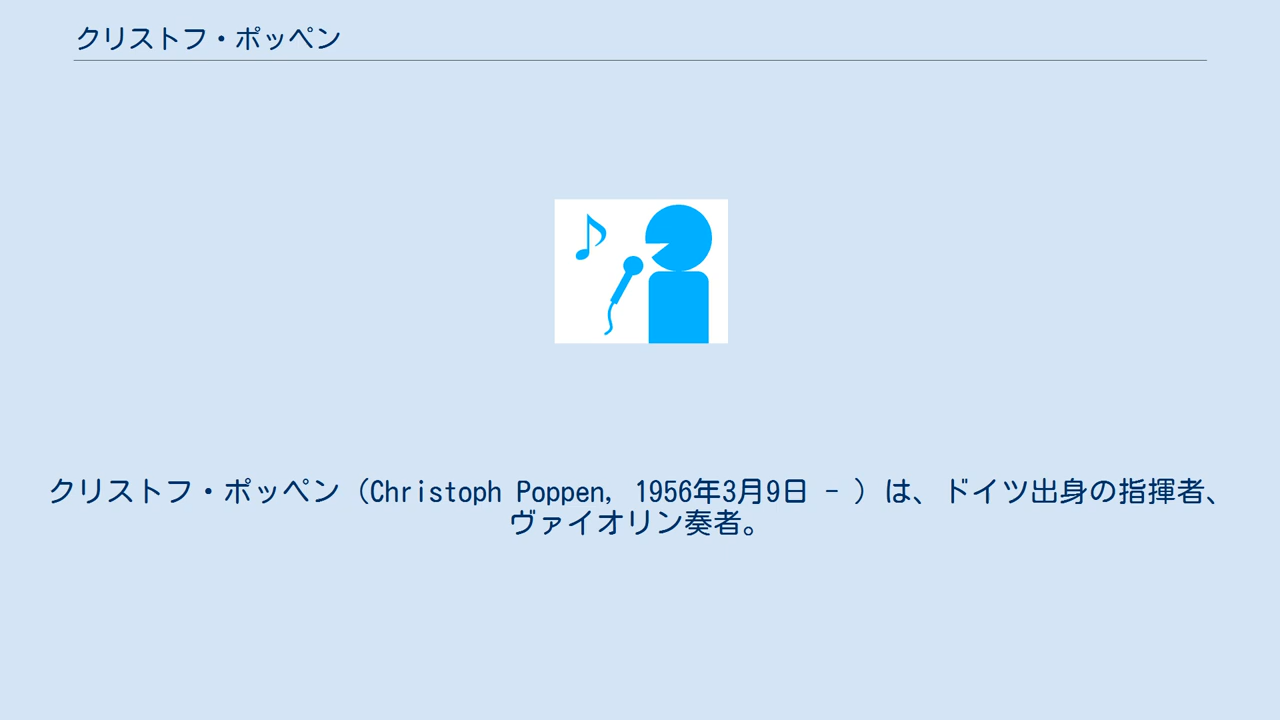 クリストフ・ポッペン
クリストフ・ポッペン（Christoph Poppen, 1956年3月9日 - ）は、ドイツ出身の指揮者、
ヴァイオリン奏者。